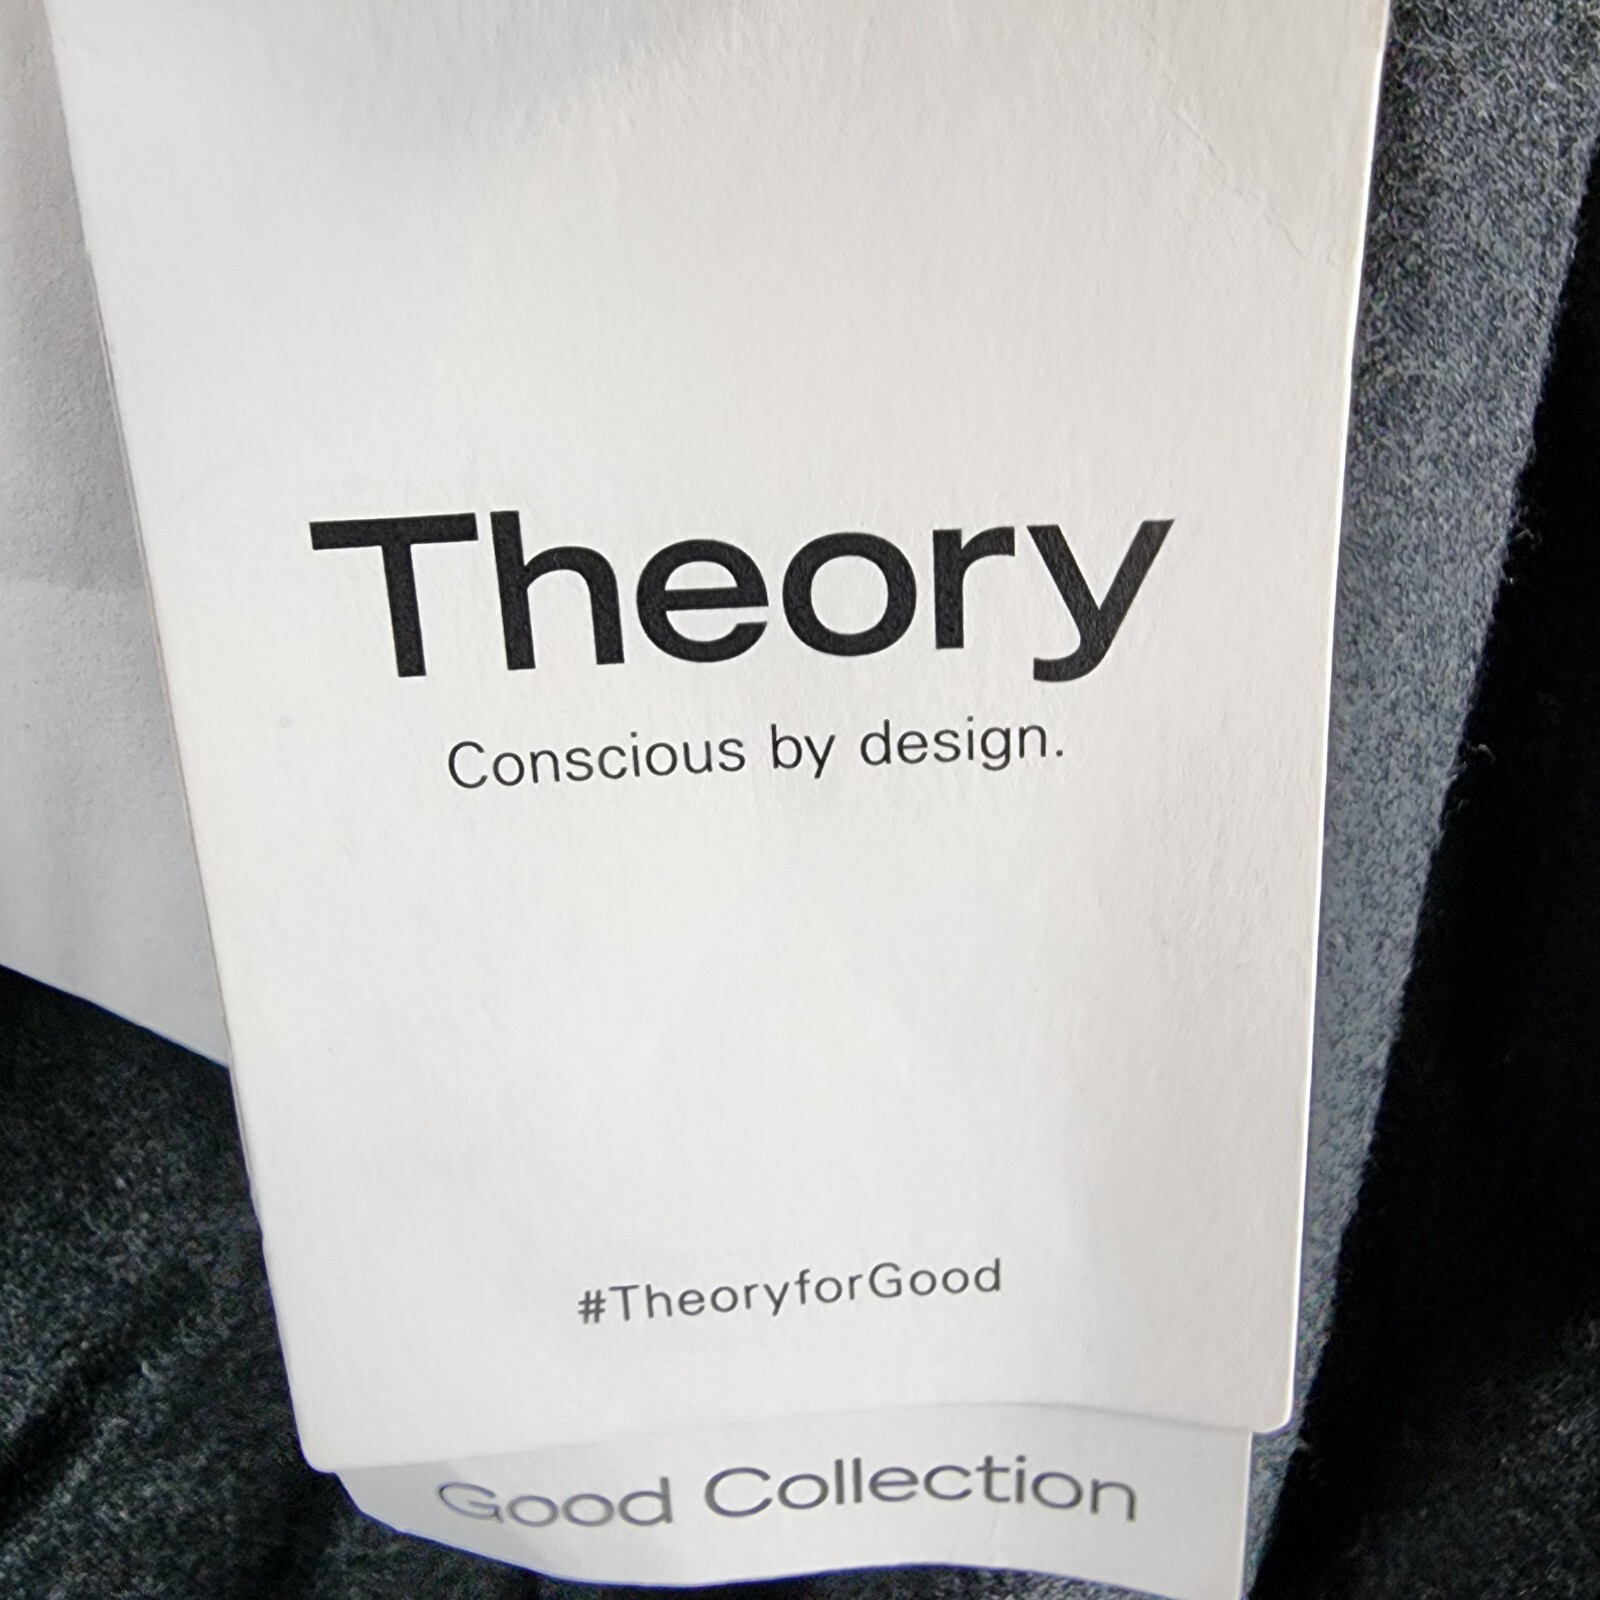 Theory
Conscious by design.
#TheoryforGood
Good Collection